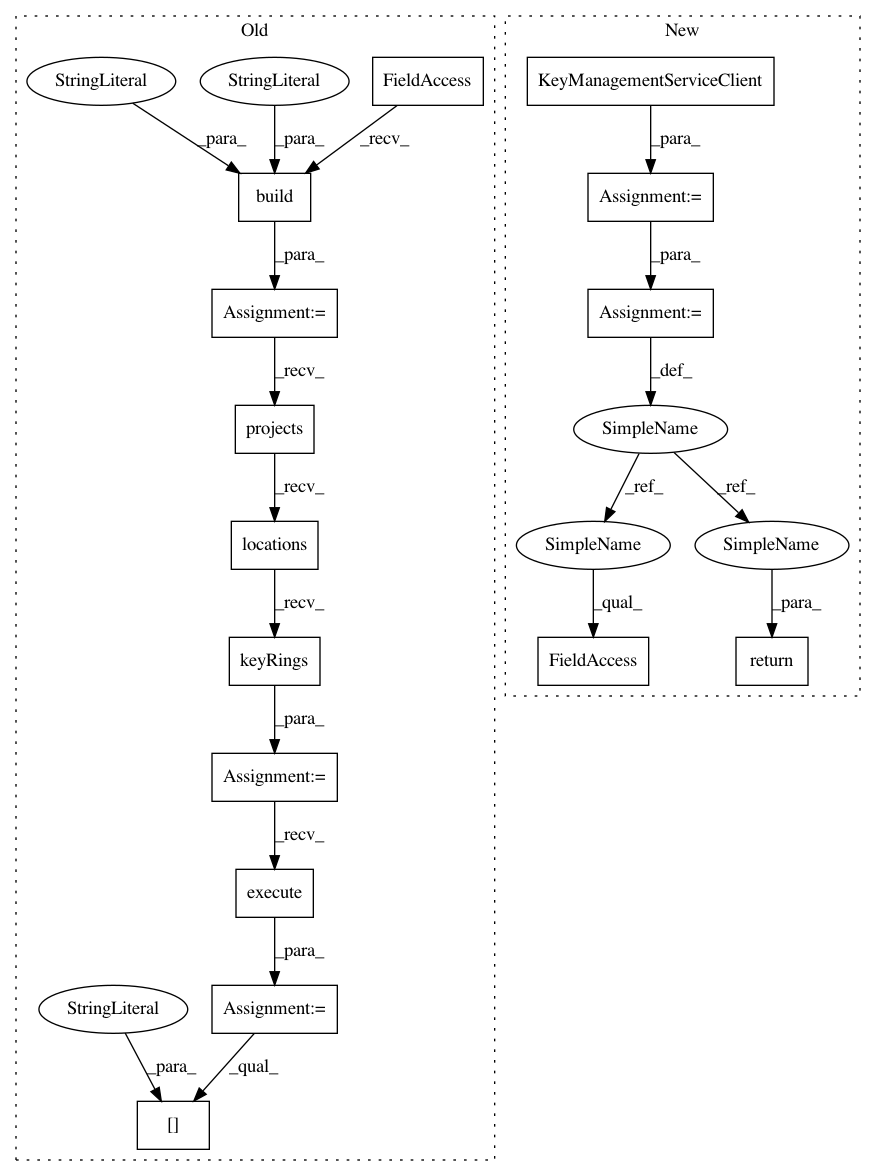 Old
StringLiteral
StringLiteral
FieldAccess
_para_
_para_
_recv_
build
_para_
Assignment:=
_recv_
projects
_recv_
locations
_recv_
keyRings
_para_
Assignment:=
_recv_
execute
_para_
StringLiteral
Assignment:=
_para_
_qual_
[]
New
KeyManagementServiceClient
_para_
Assignment:=
_para_
Assignment:=
_def_
SimpleName
_ref_
_ref_
SimpleName
SimpleName
_qual_
_para_
FieldAccess
return